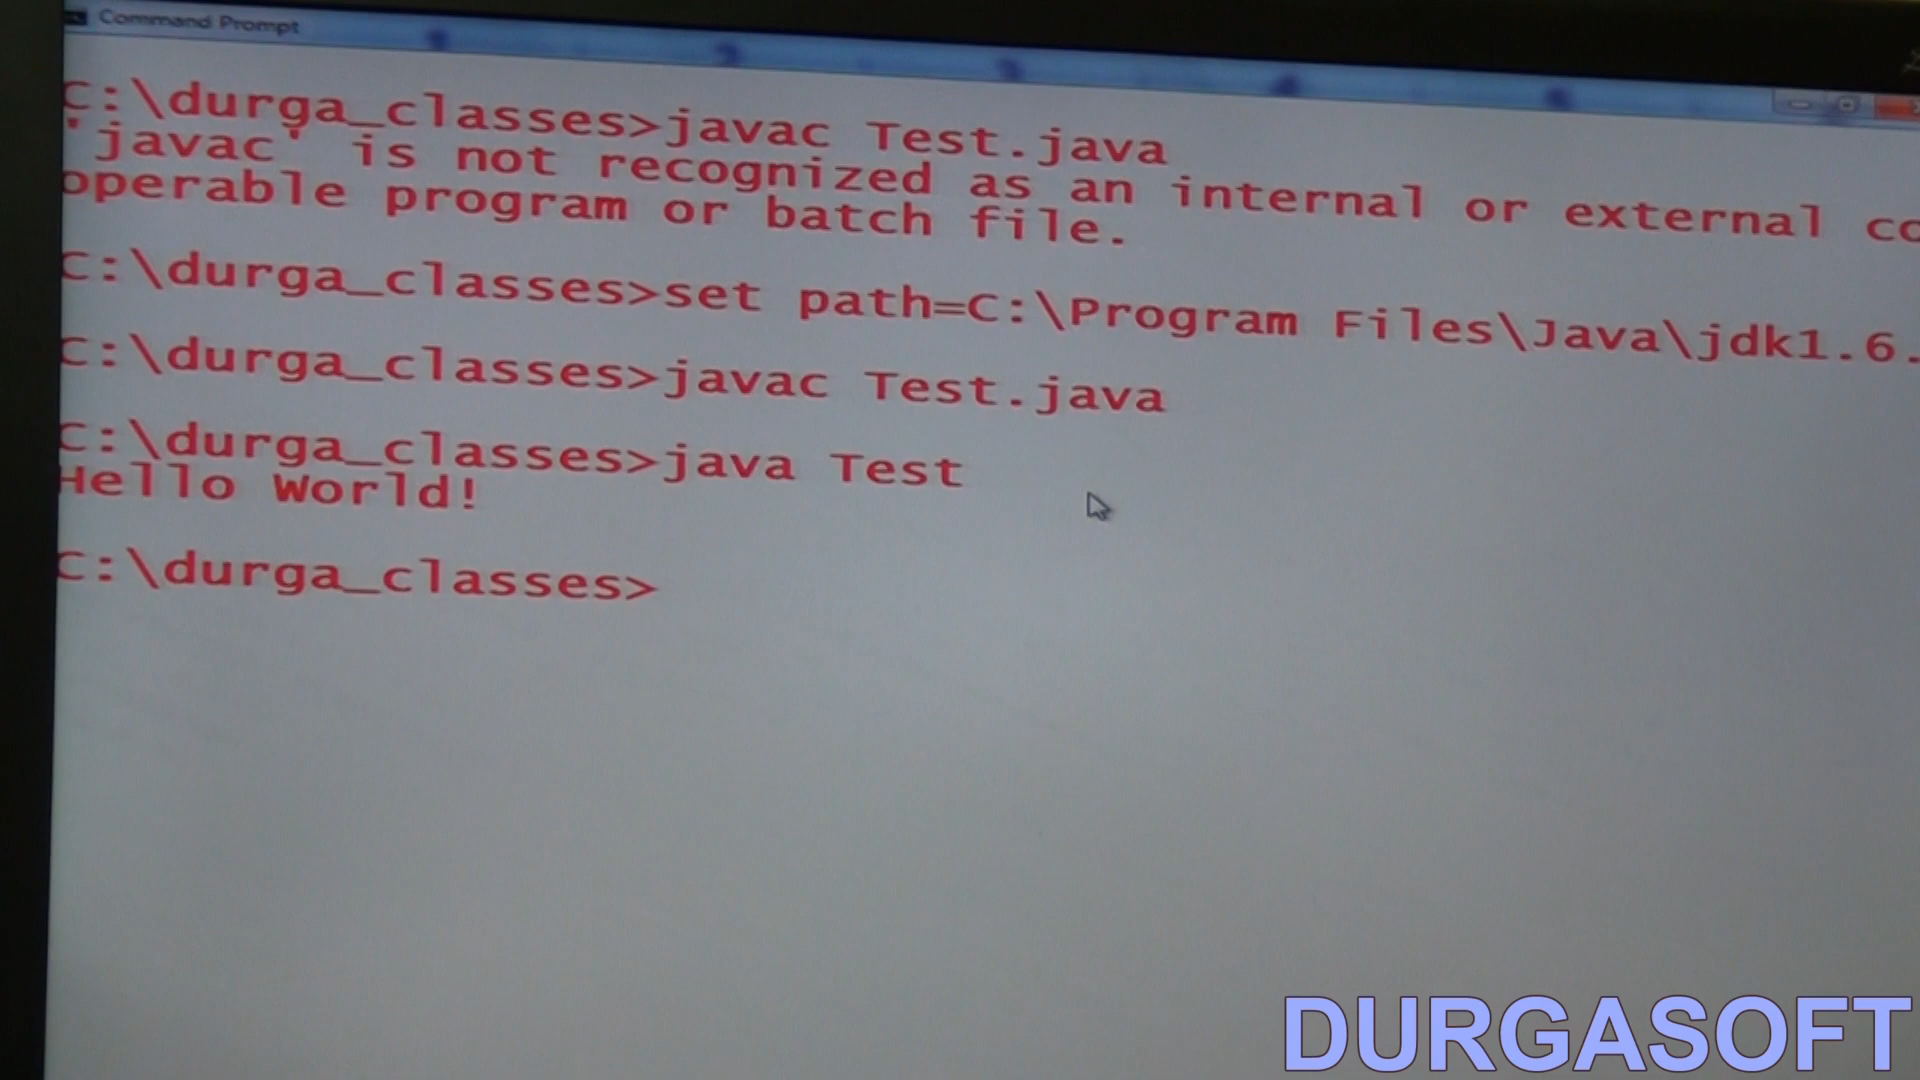 Command Prompt
C:\durga_classes>javac Test.java
'javac' is not recognized as an internal or external
operable program or batch file.
C:\durga_classes>set path=C:\Program Files\Java\jdk1.6.
C:\durga_classes>javac Test.java
C:\durga_classes>java Test
Hello World!
C:\durga_classes>
DURGASOFT